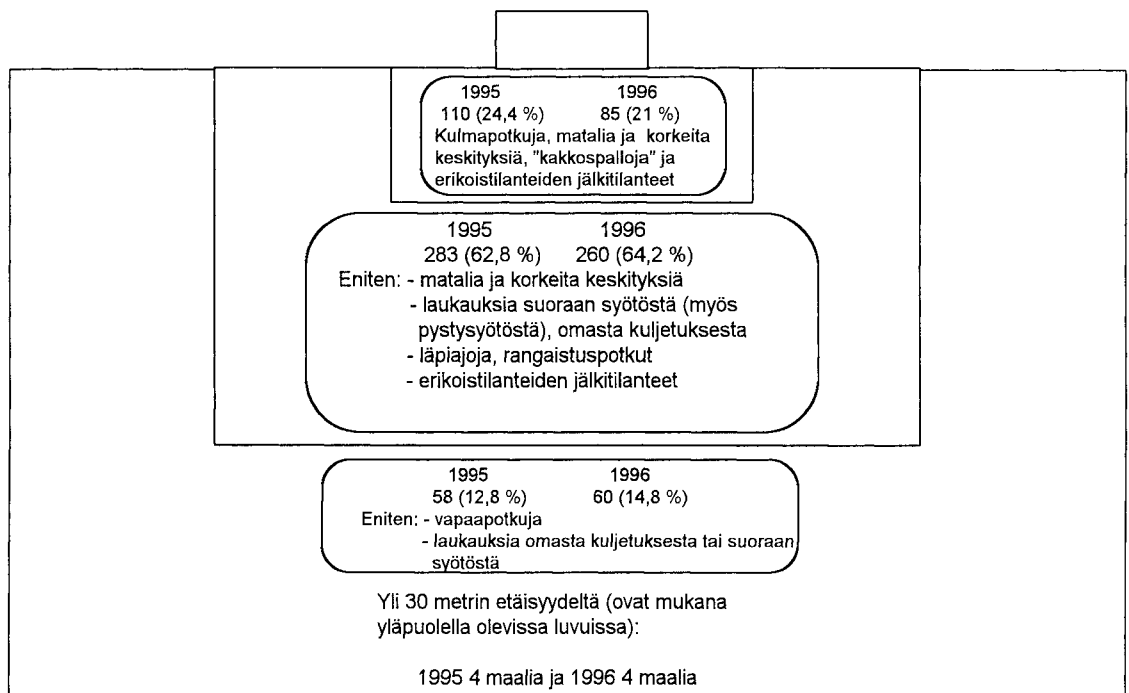 1995 1996
110 (24,4 %) 85 (21 %)
Kulmapotkuja, matalia ja korkeita
keskityksiä, "kakkospalloja" ja
erikoistilanteiden jälkitilanteet
1995 1996
283 (62,8 %) 260 (64,2 %)
Eniten: - matalia ja korkeita keskityksiä
- laukauksia suoraan syötöstä (myös
pystysyötöstä), omasta kuljetuksesta
- läpiajoja, rangaistuspotkut
- erikoistilanteiden jälkitilanteet
1995 1996
58 (12,8 %) 60 (14,8 %)
Eniten: - vapaapotkuja
- laukauksia omasta kuljetuksesta tai suoraan
syötöstä
Yli 30 metrin etäisyydeltä (ovat mukana
yläpuolella olevissa luvuissa):
1995 4 maalia ja 1996 4 maalia